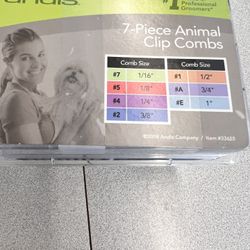 andis
#1
Professional
Groomers*
7-Piece Animal
Clip Combs
Comb Size Comb Size
#7 1/16" #1 1/2"
#5 1/8" #A 3/4"
#4 1/4" #E 1"
#2 3/8"
©2018 Andis Company / Item #33655